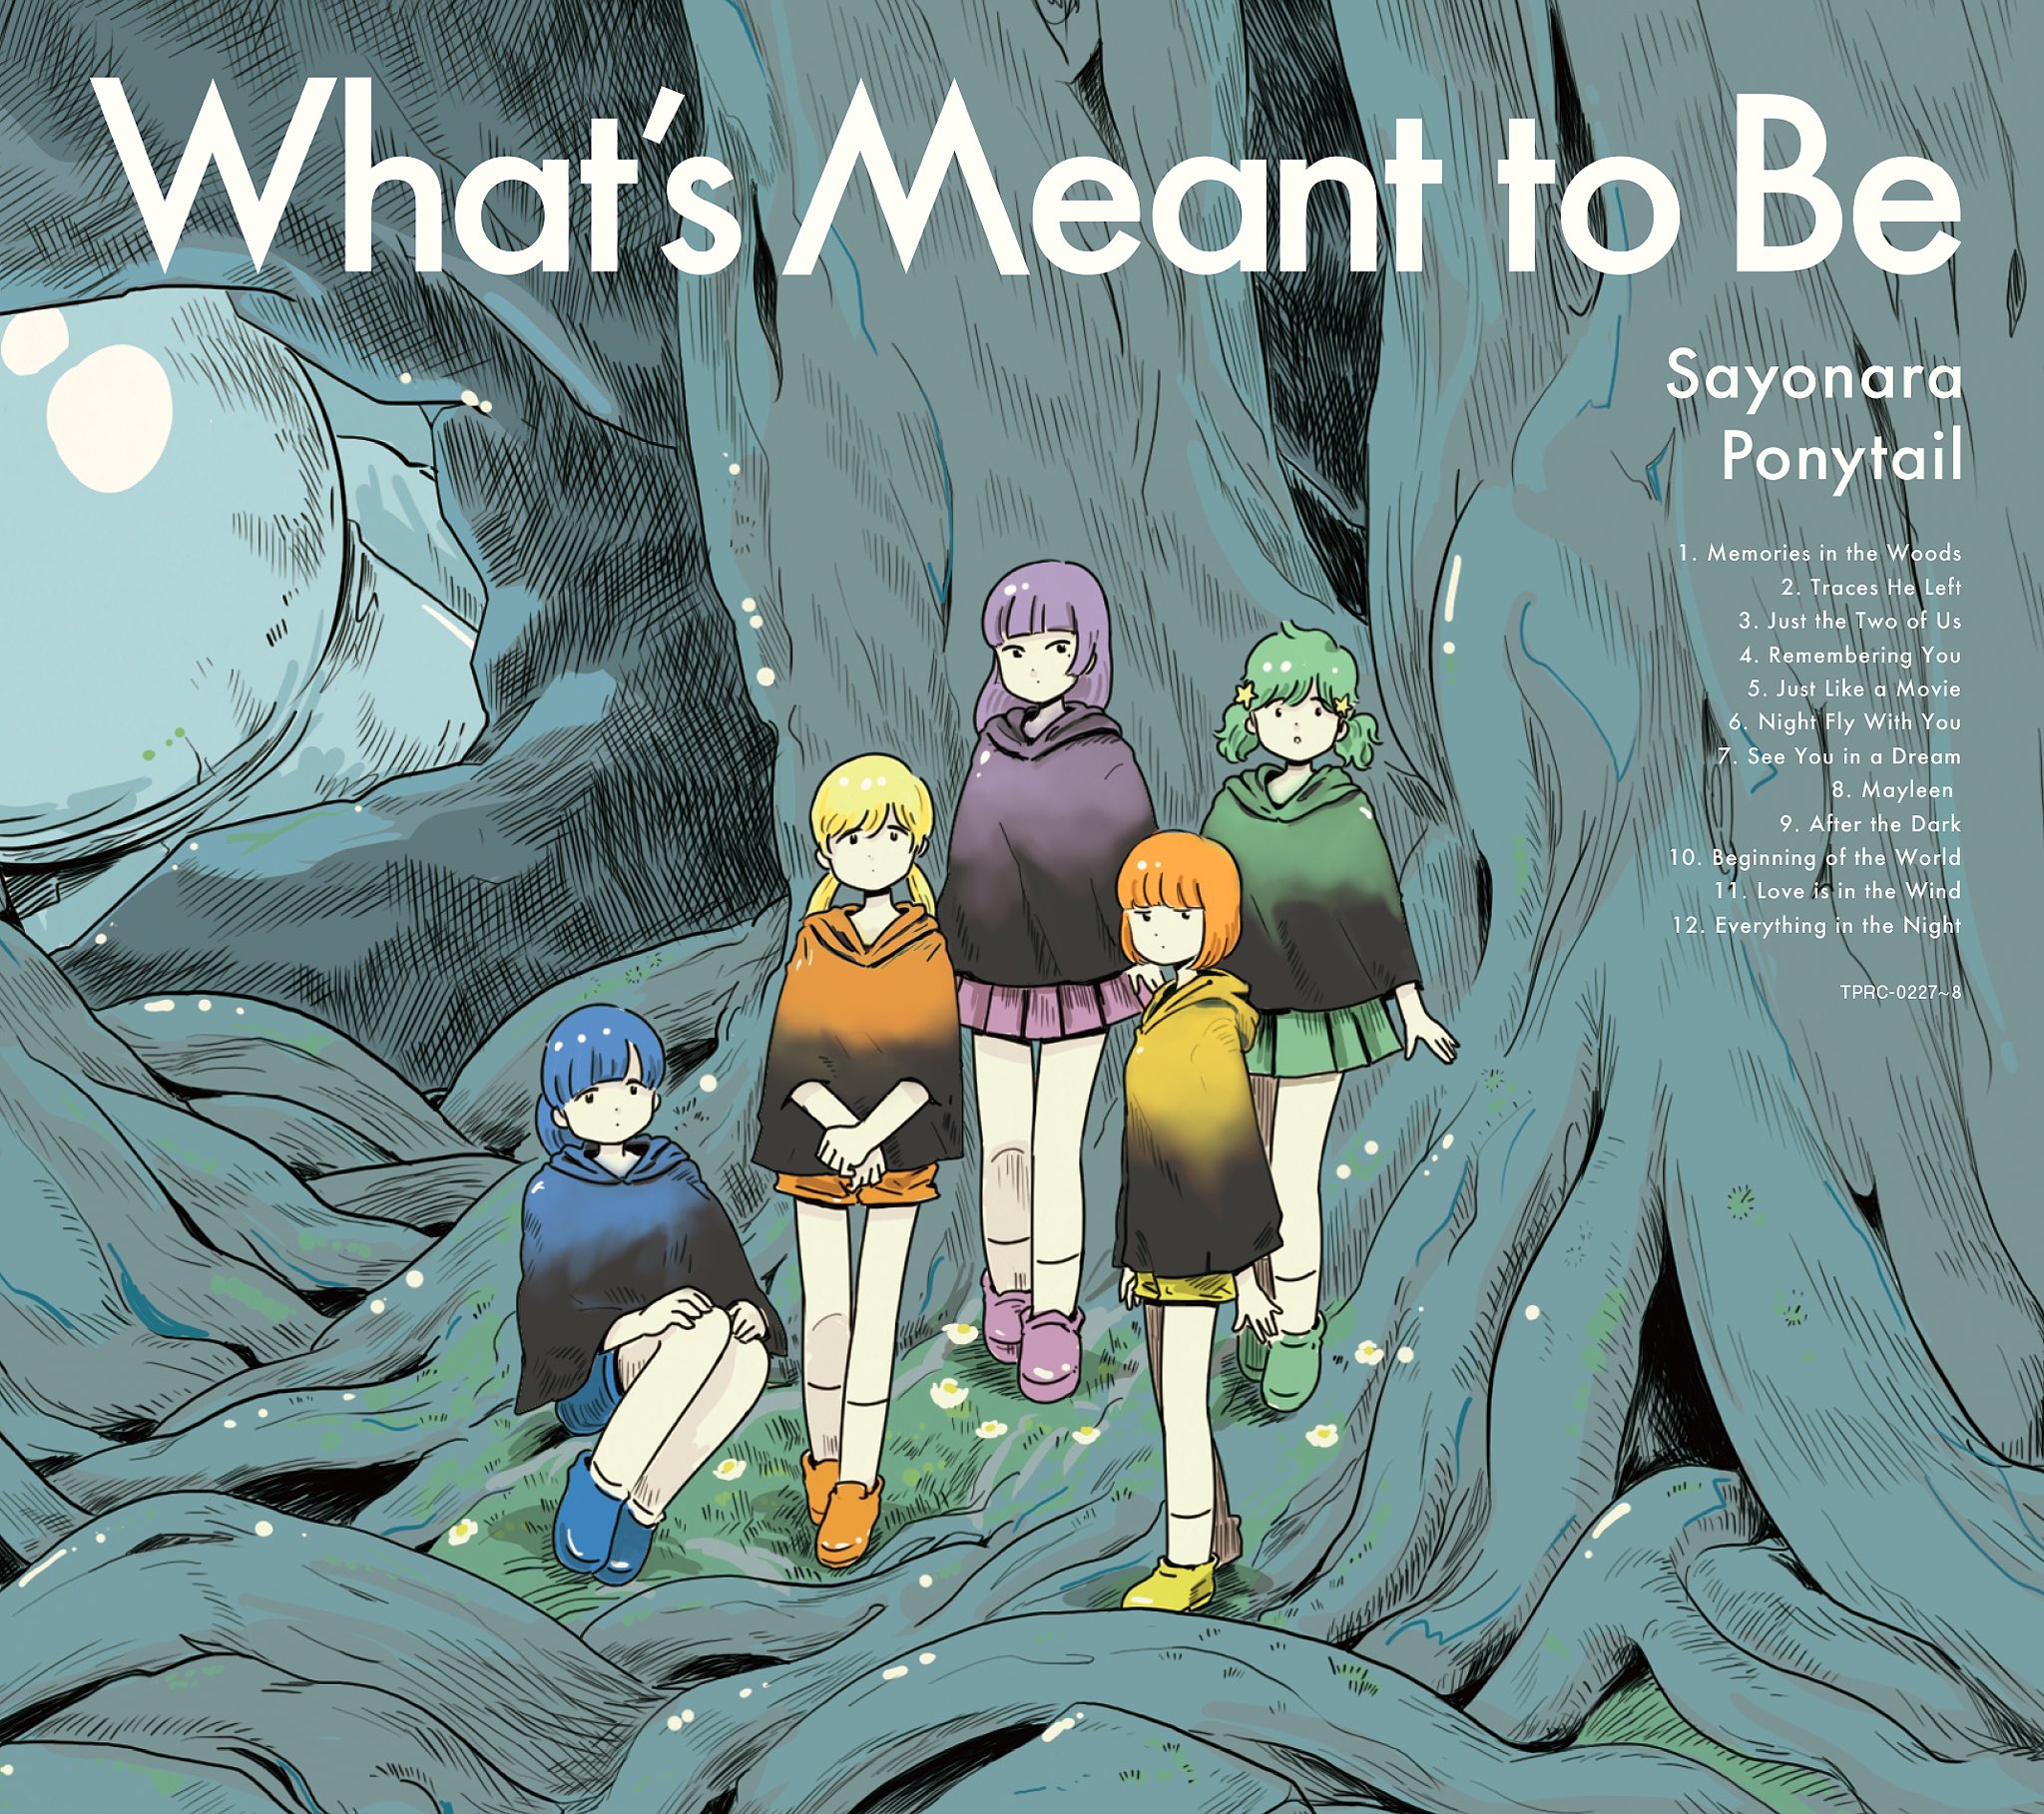 What's Meant to Be
Sayonara
Ponytail
1. Memories in the Woods
2. Traces He Left
3. Just the Two of Us
4. Remembering You
5. Just Like a Movie
6. Night Fly With You
7. See You in a Dream
8. Mayleen
9. After the Dark
10. Beginning of the World
11. Love is in the Wind
12. Everything in the Night
TPRC-0227~8